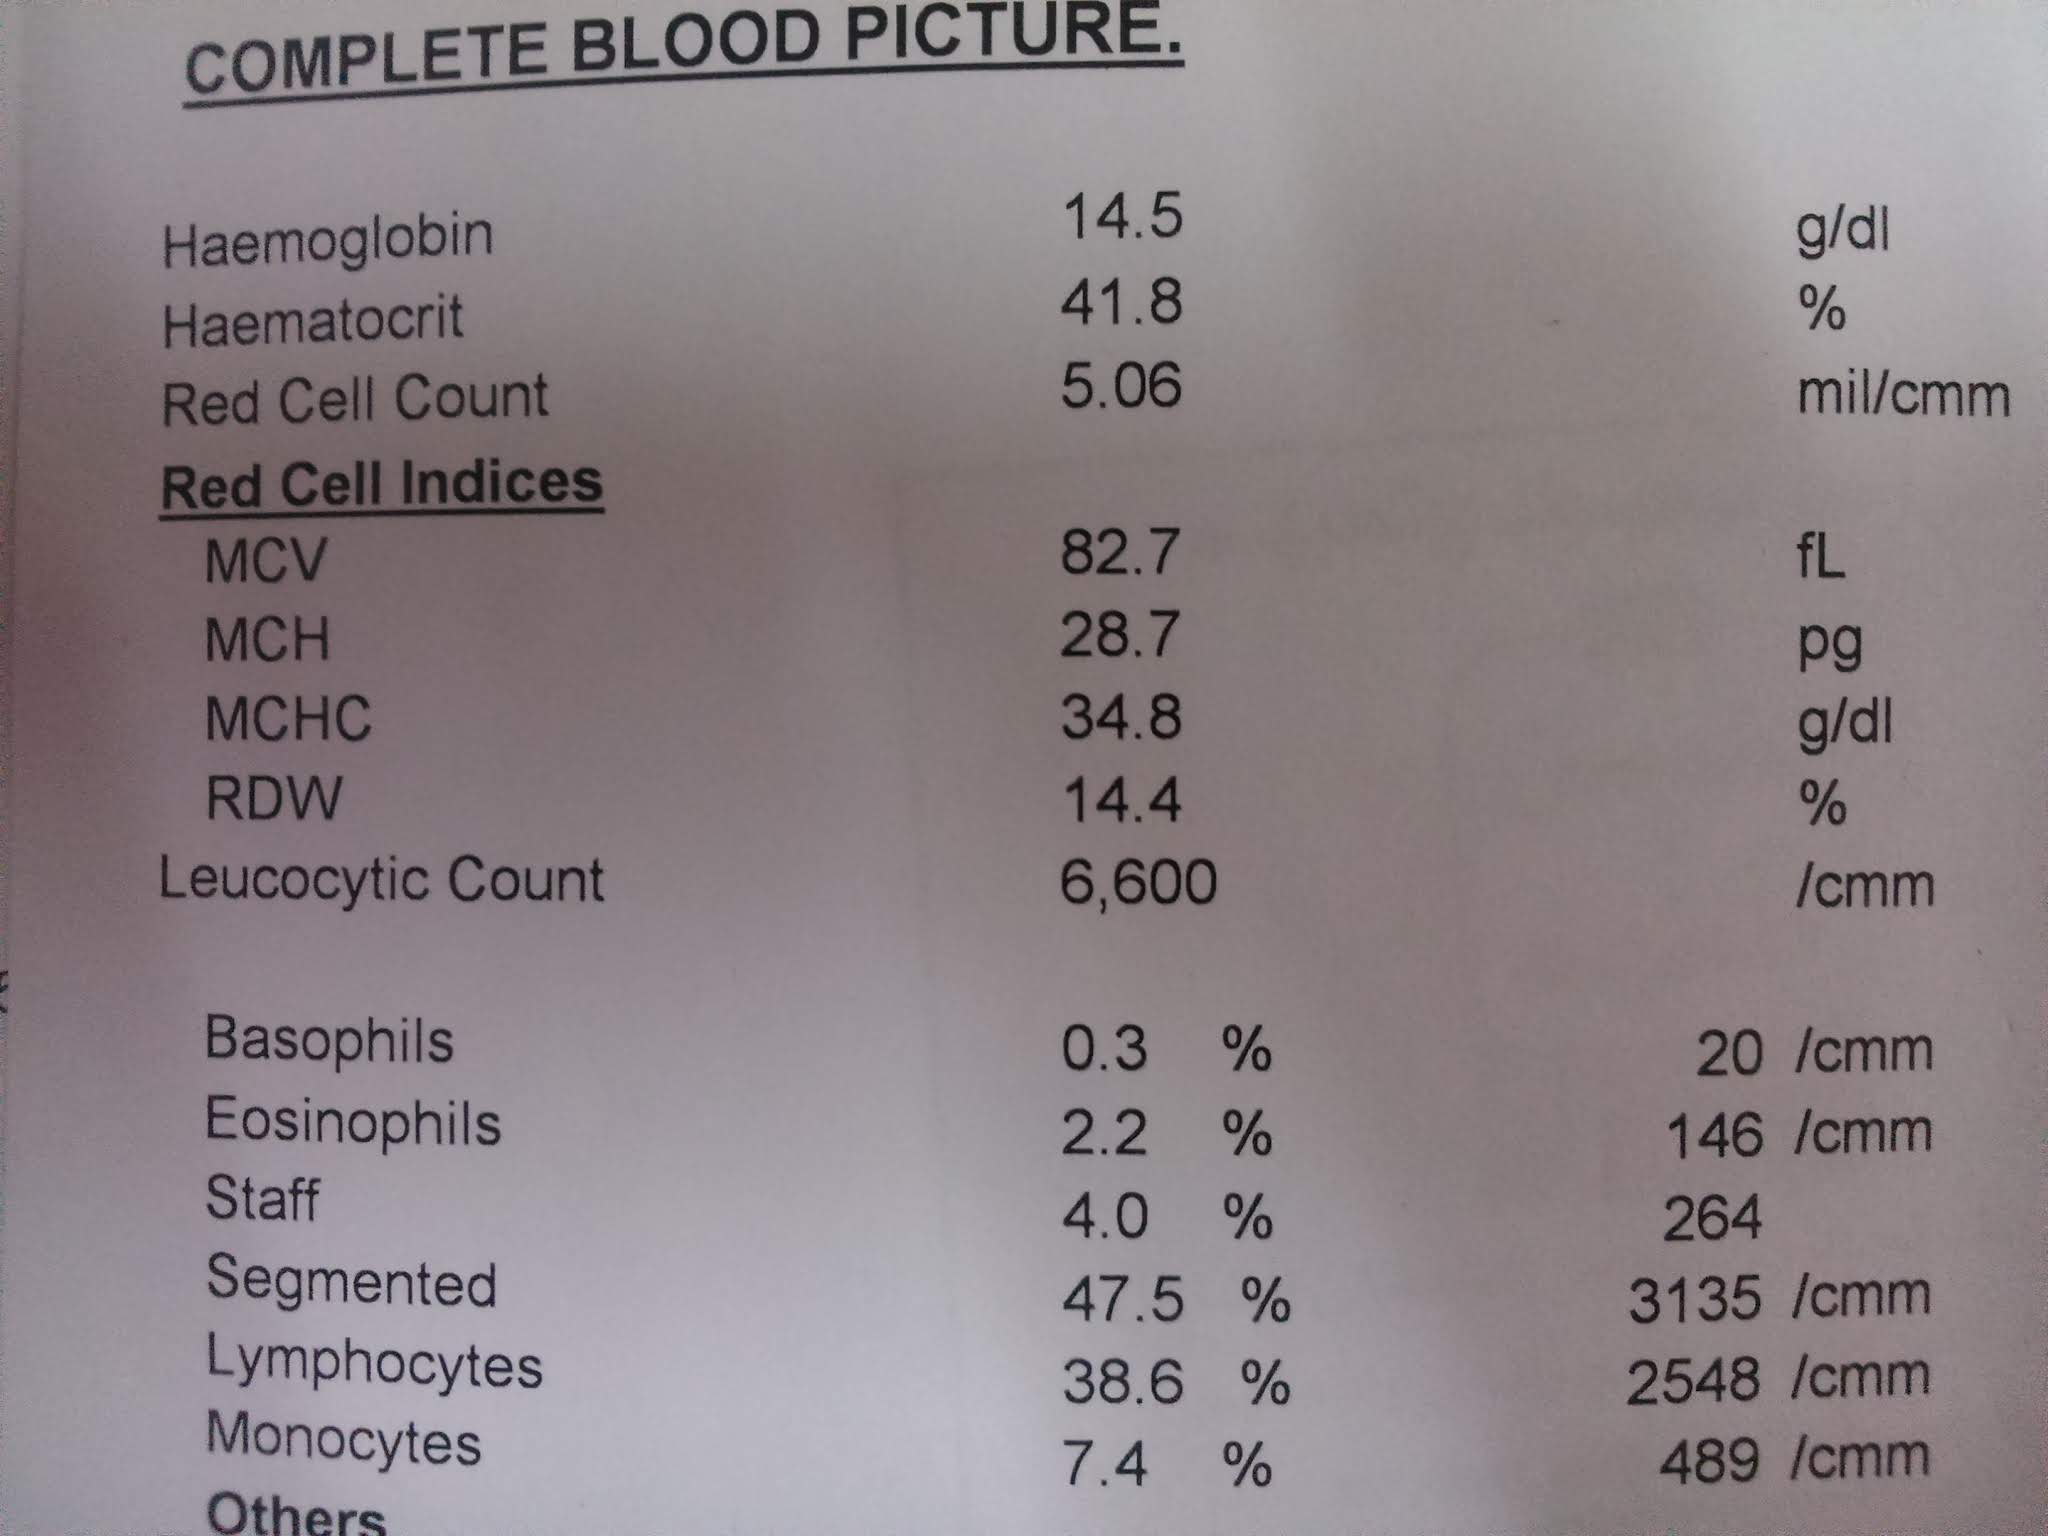 COMPLETE BLOOD PICTURE.
Haemoglobin 14.5 g/dl
Haematocrit 41.8 %
Red Cell Count 5.06 mil/cmm
Red Cell Indices
MCV 82.7 fL
MCH 28.7 pg
MCHC 34.8 g/dl
RDW 14.4 %
Leucocytic Count 6,600 /cmm
Basophils 0.3 % 20 /cmm
Eosinophils 2.2 % 146 /cmm
Staff 4.0 % 264
Segmented 47.5 % 3135 /cmm
Lymphocytes 38.6 % 2548 /cmm
Monocytes 7.4 % 489 /cmm
Others